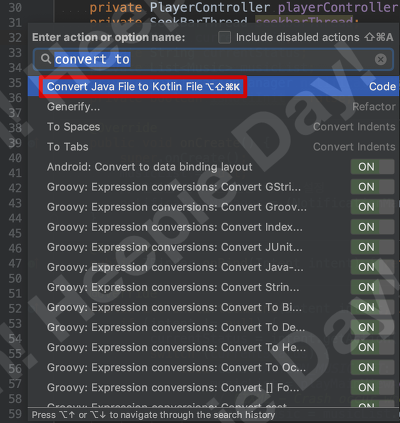 30 private PlayerController playerController
31 private SeekBarThread seekbarThread;
32 Enter action or option name: Include disabled actions ⇧⌘A
33 convert to
34
35 Convert Java File to Kotlin File ⌥⇧⌘K Code
36 Generify... Refactor
37 To Spaces Convert Indents
38 To Tabs Convert Indents
39 Android: Convert to data binding layout ON
40 Groovy: Expression conversions: Convert GStri... ON
41
42 Groovy: Expression conversions: Convert Groov... ON
43 Groovy: Expression conversions: Convert Index... ON
44 Groovy: Expression conversions: Convert JUnit... ON
45 Groovy: Expression conversions: Convert Java-... ON
46 Groovy: Expression conversions: Convert Strin... ON
52 Groovy: Expression conversions: Convert To Bi... ON
53 Groovy: Expression conversions: Convert To De... ON
54 Groovy: Expression conversions: Convert To He... ON
55
56 Groovy: Expression conversions: Convert To Oc... ON
57 Groovy: Expression conversions: Convert [] Fo... ON
58 Groovy: Expression conversions: Convert cast
59 Press ⌥↑ or ⌥↓ to navigate through the search history
Heepie Day!